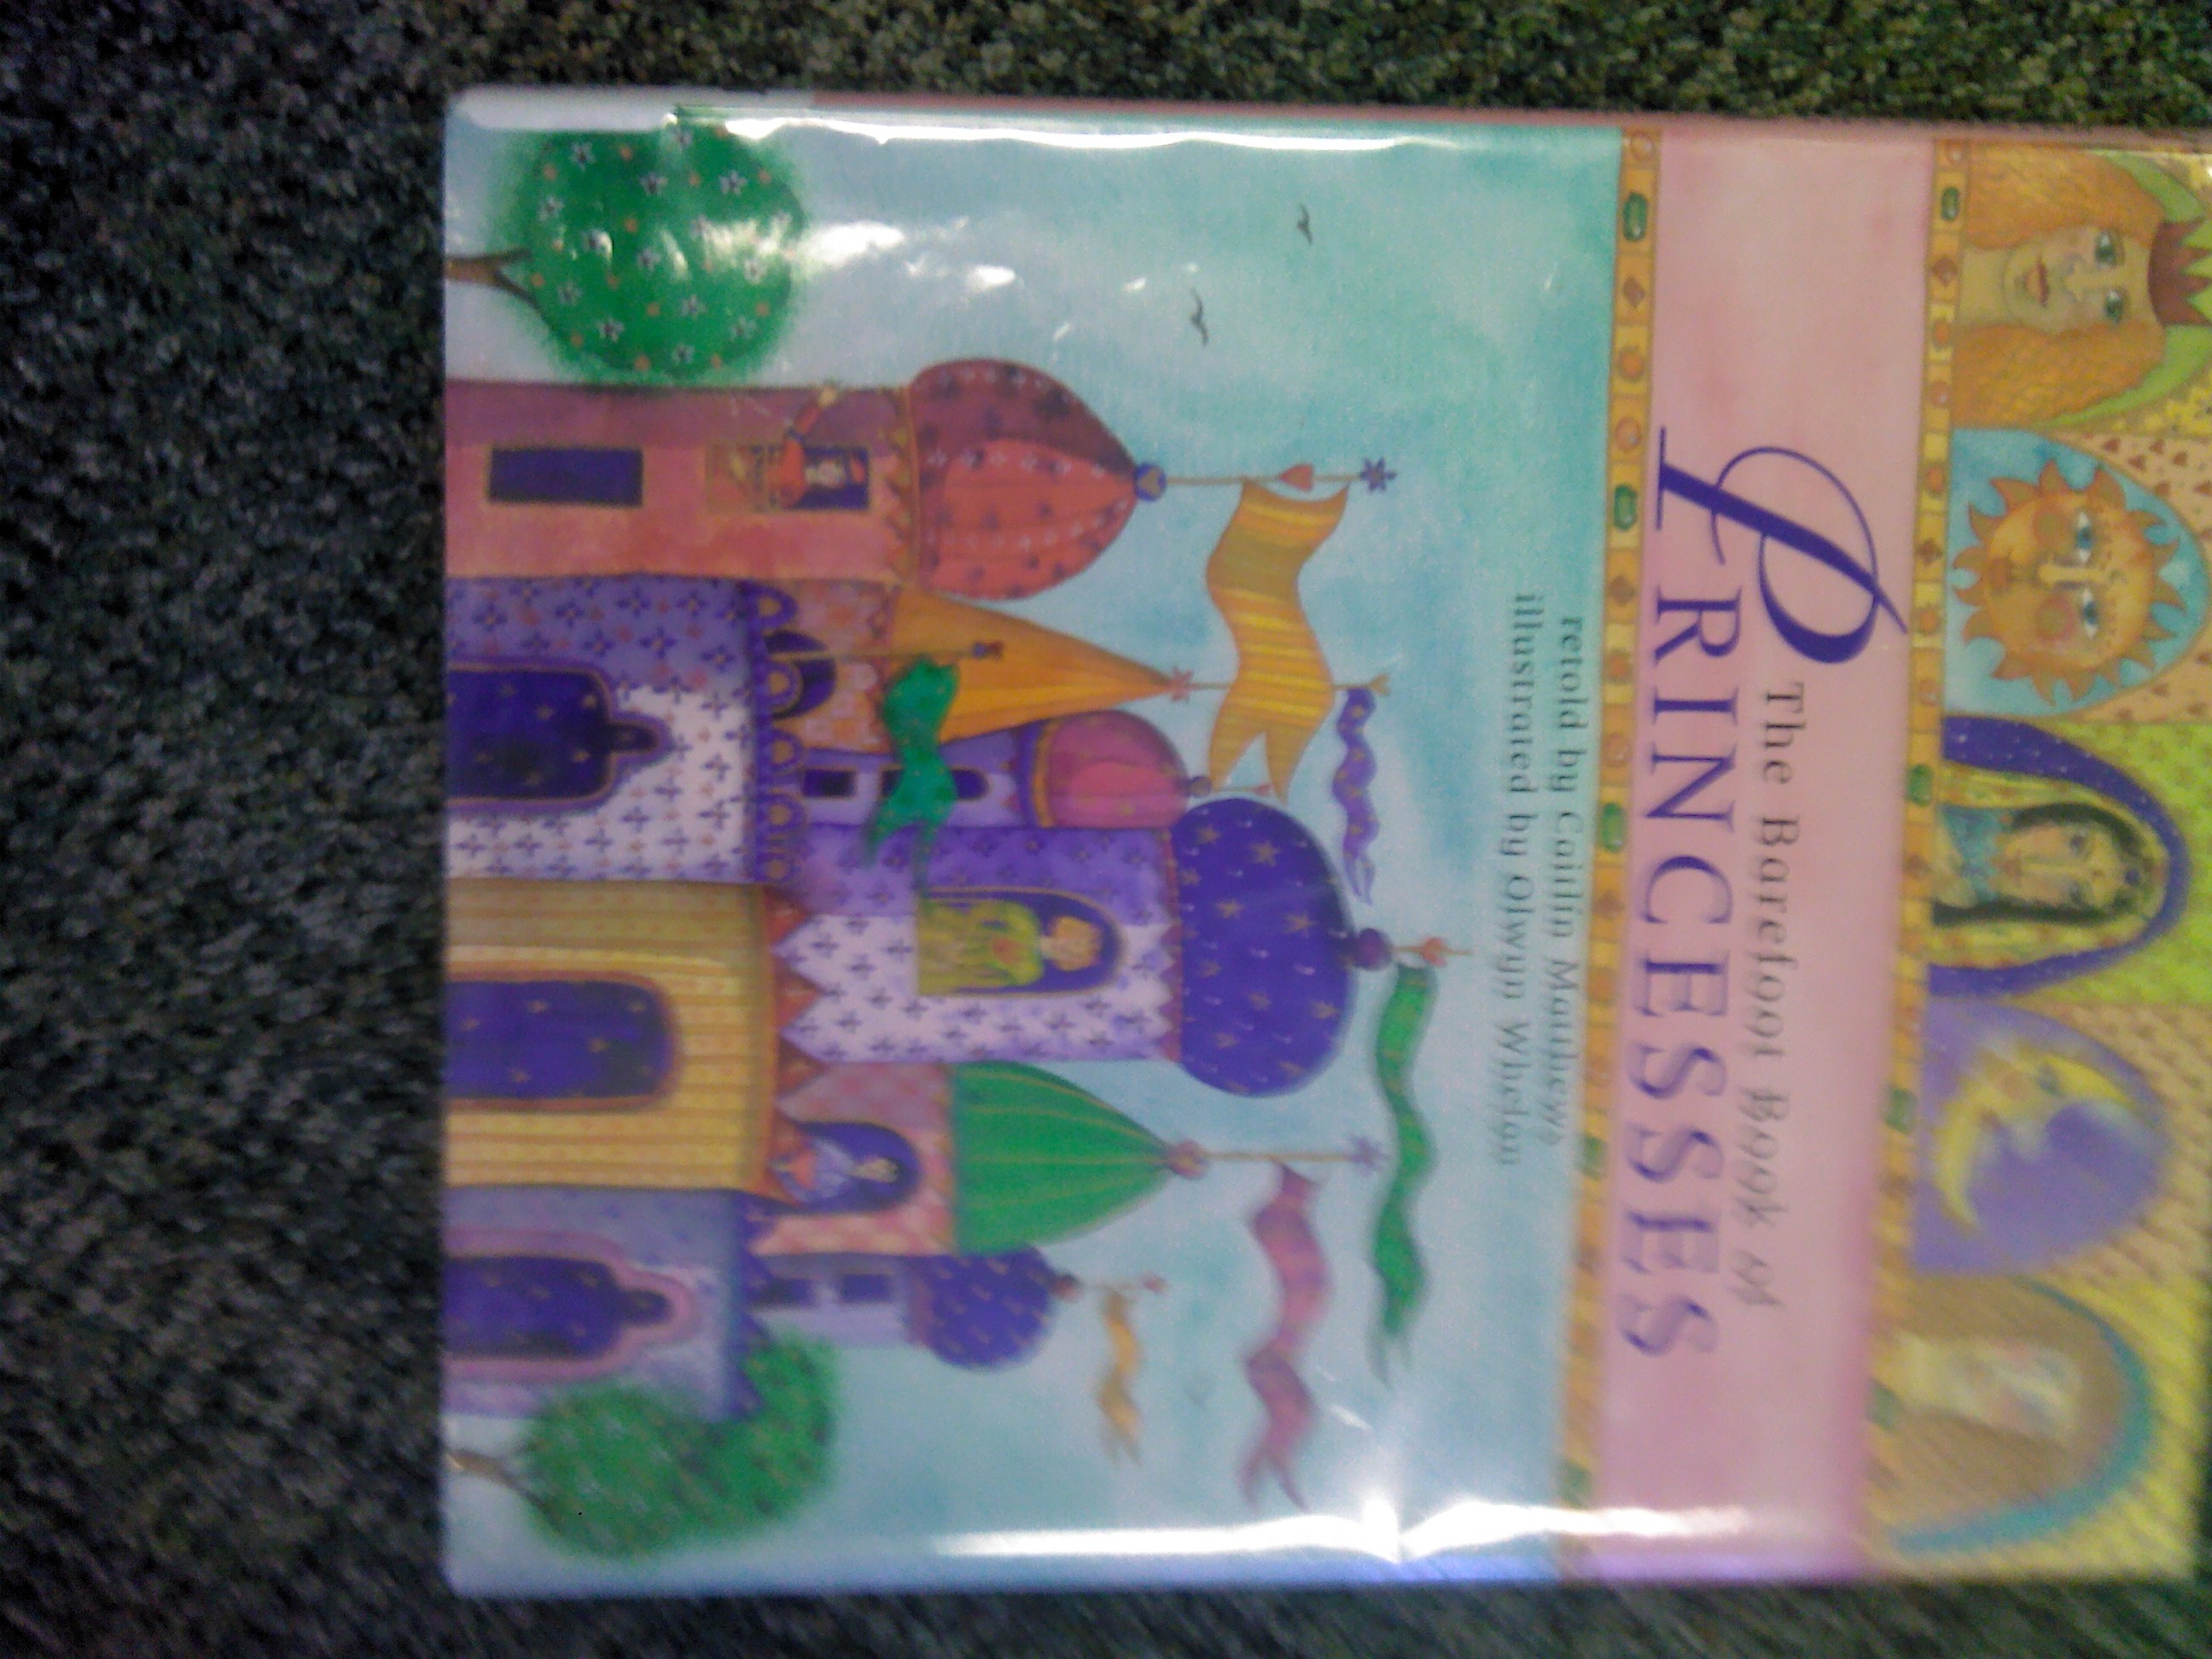 The Barefoot Book of
PRINCESSES
retold by Caitlín Matthews
illustrated by Olwyn Whelan